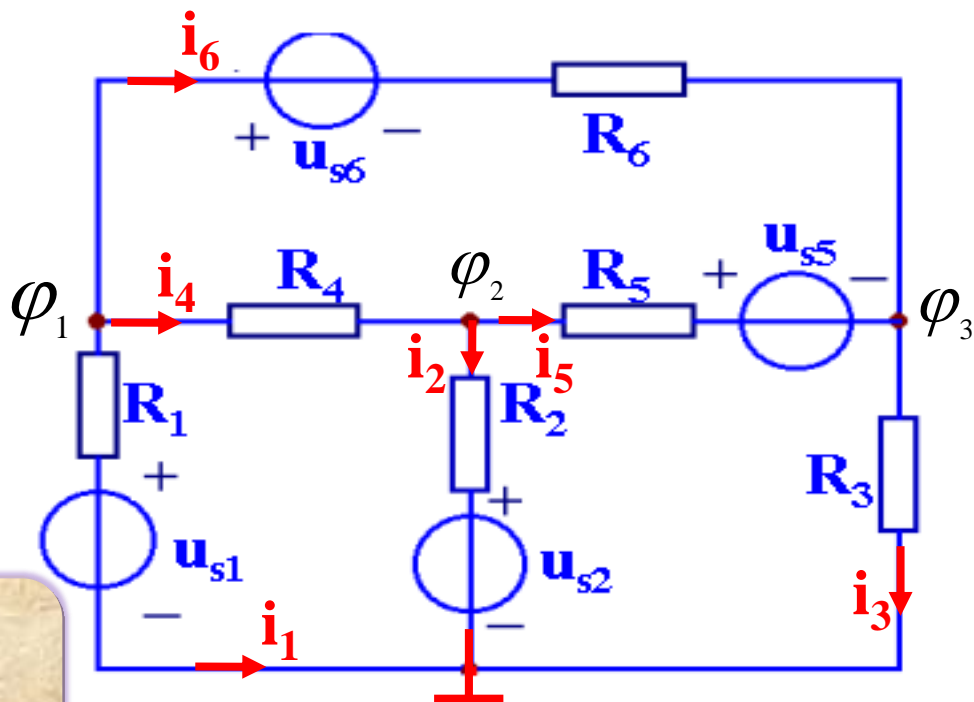 i₆
+ −
uₛ₆
R₆
φ₁
i₄
R₄
φ₂
R₅
+ uₛ₅ −
φ₃
i₂
i₅
R₁
R₂
R₃
+
uₛ₁
−
+
uₛ₂
−
i₁
i₃